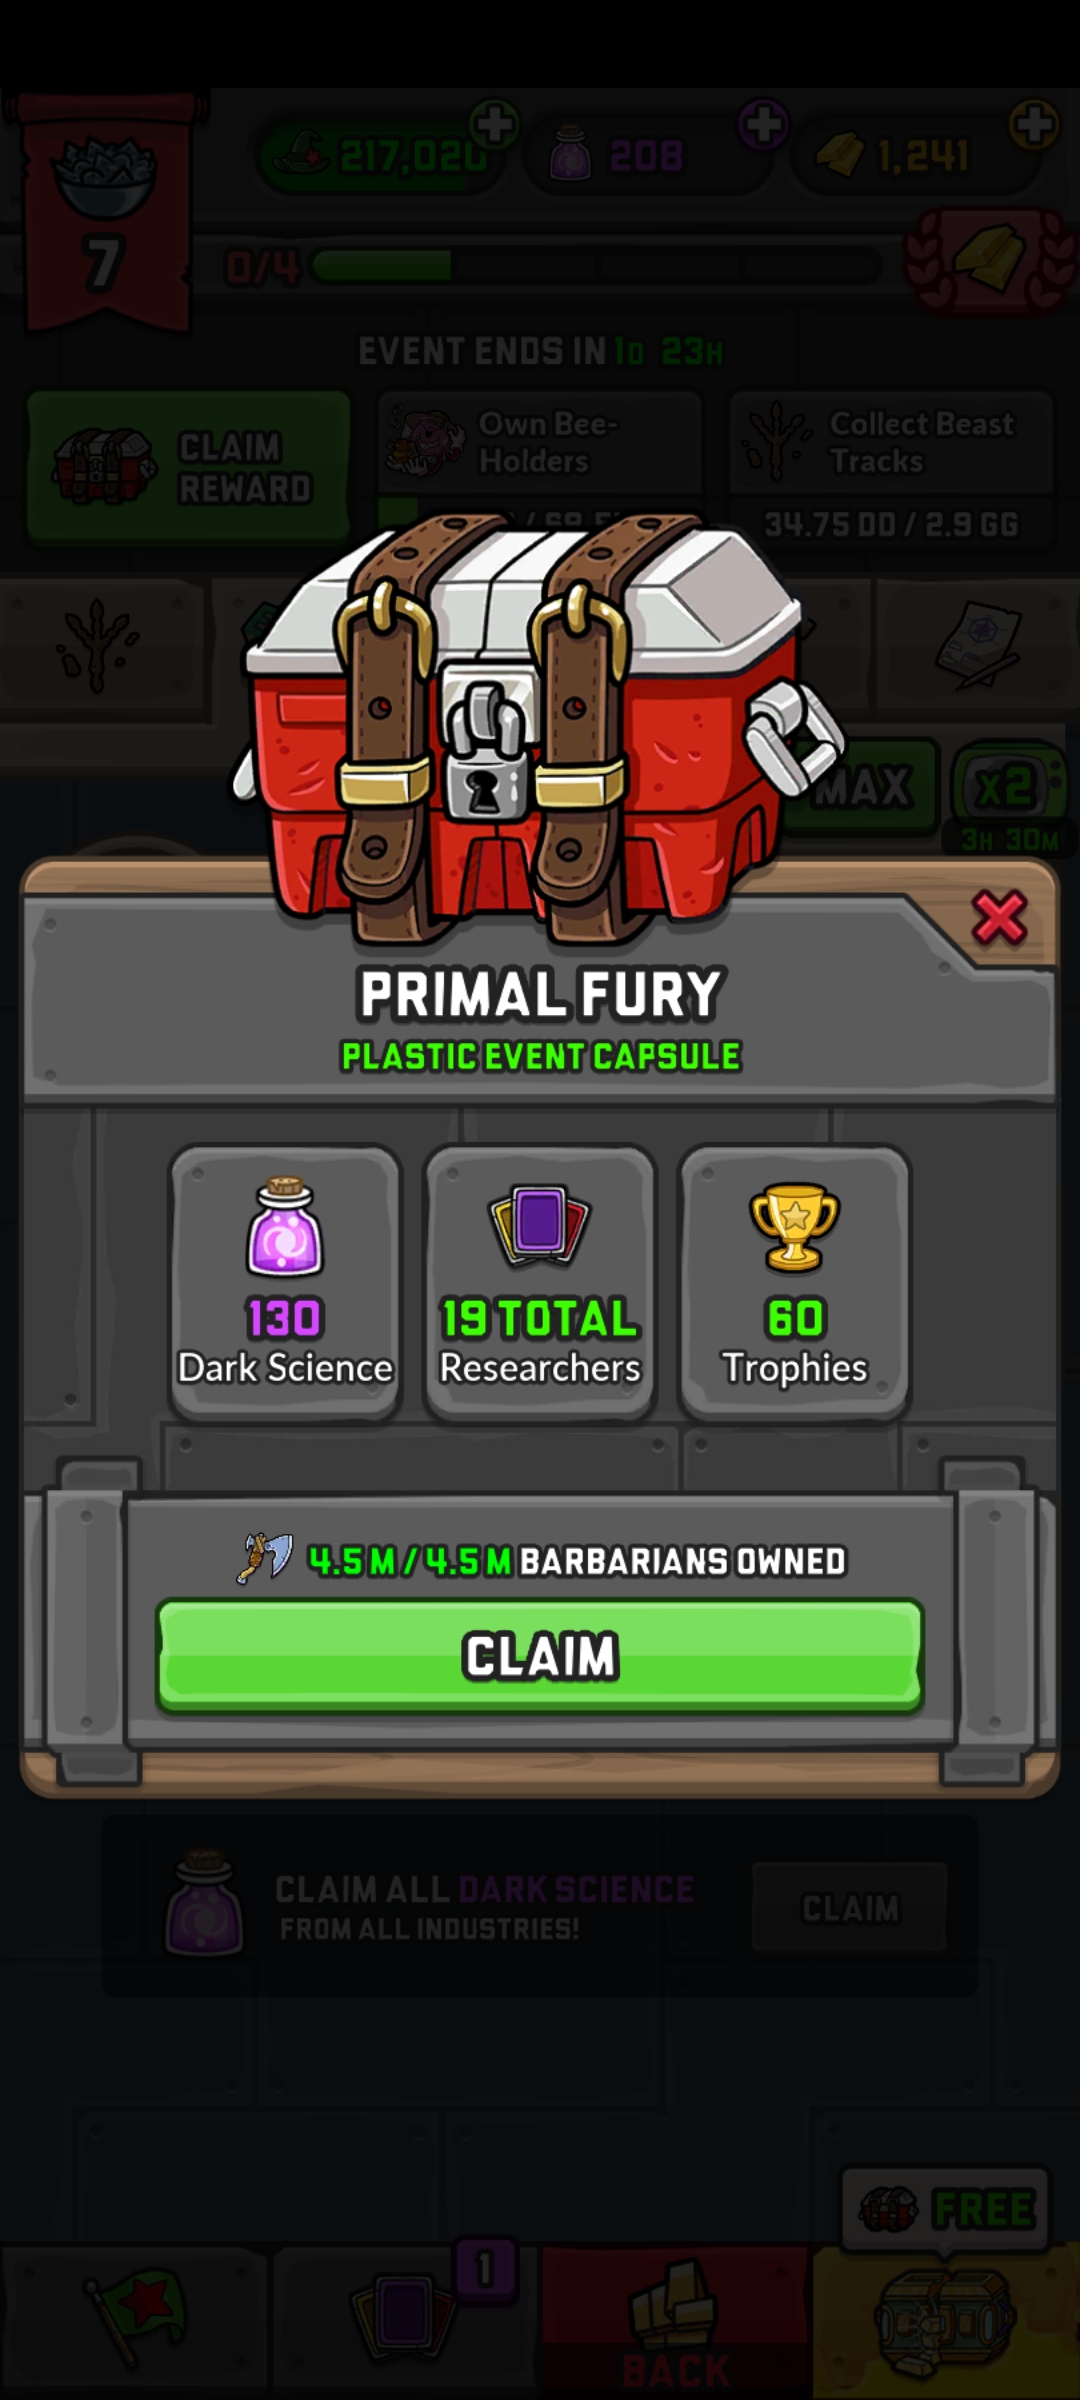 217,020
208
1,241
7
0/4
EVENT ENDS IN 1D 23H
CLAIM
REWARD
Own Bee-
Holders
Collect Beast
Tracks
34.75 DD / 2.9 GG
MAX
X2
3H 30M
PRIMAL FURY
PLASTIC EVENT CAPSULE
130
Dark Science
19 TOTAL
Researchers
60
Trophies
4.5 M / 4.5 M BARBARIANS OWNED
CLAIM
CLAIM ALL DARK SCIENCE
FROM ALL INDUSTRIES!
CLAIM
FREE
1
BACK